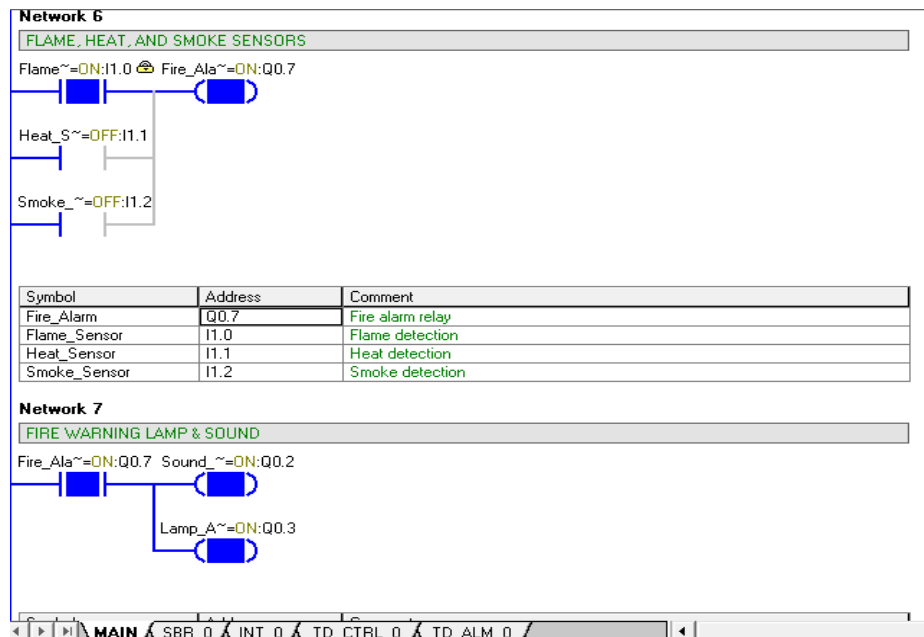 Network 6
FLAME, HEAT, AND SMOKE SENSORS
Flame~=ON:I1.0 Fire_Ala~=ON:Q0.7
Heat_S~=OFF:I1.1
Smoke_~=OFF:I1.2
Symbol Address Comment
Fire_Alarm Q0.7 Fire alarm relay
Flame_Sensor I1.0 Flame detection
Heat_Sensor I1.1 Heat detection
Smoke_Sensor I1.2 Smoke detection
Network 7
FIRE WARNING LAMP & SOUND
Fire_Ala~=ON:Q0.7 Sound_~=ON:Q0.2
Lamp_A~=ON:Q0.3
MAIN SBR_0 INT_0 TD_CTRL_0 TD_ALM_0